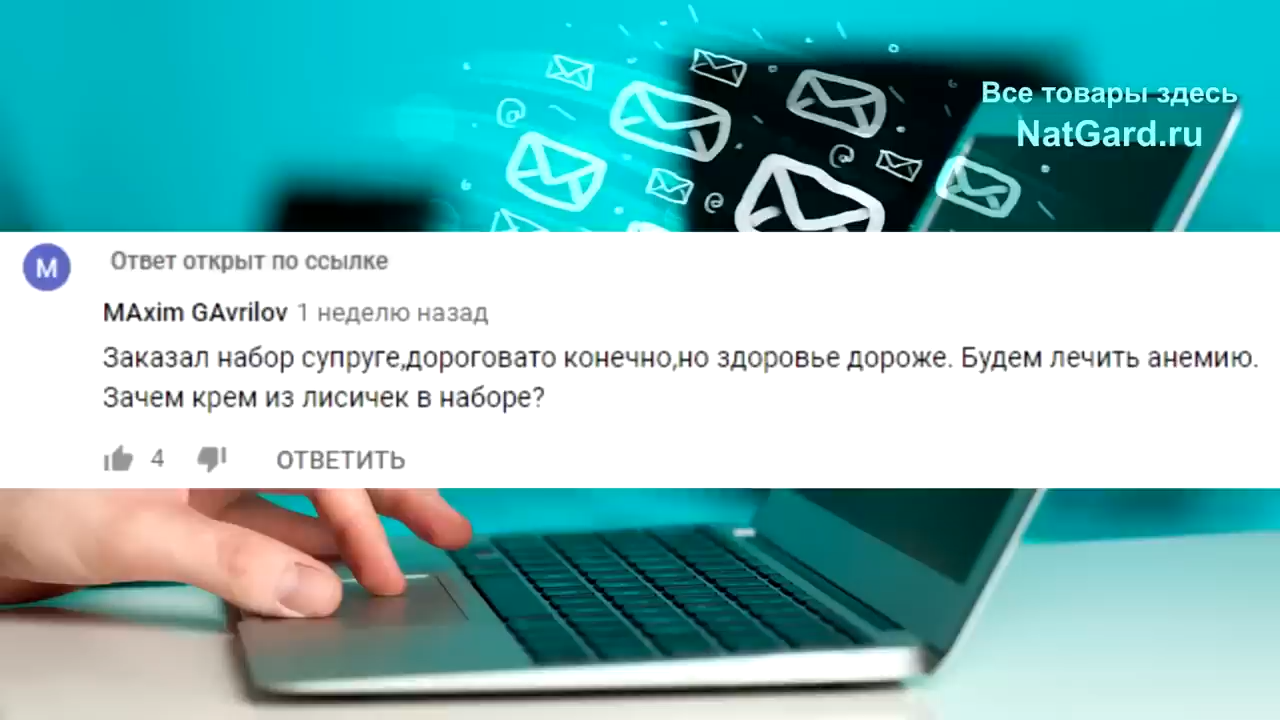 Все товары здесь
NatGard.ru
М
Ответ открыт по ссылке
MAxim GAvrilov 1 неделю назад
Заказал набор супруге,дороговато конечно,но здоровье дороже. Будем лечить анемию.
Зачем крем из лисичек в наборе?
4 ОТВЕТИТЬ